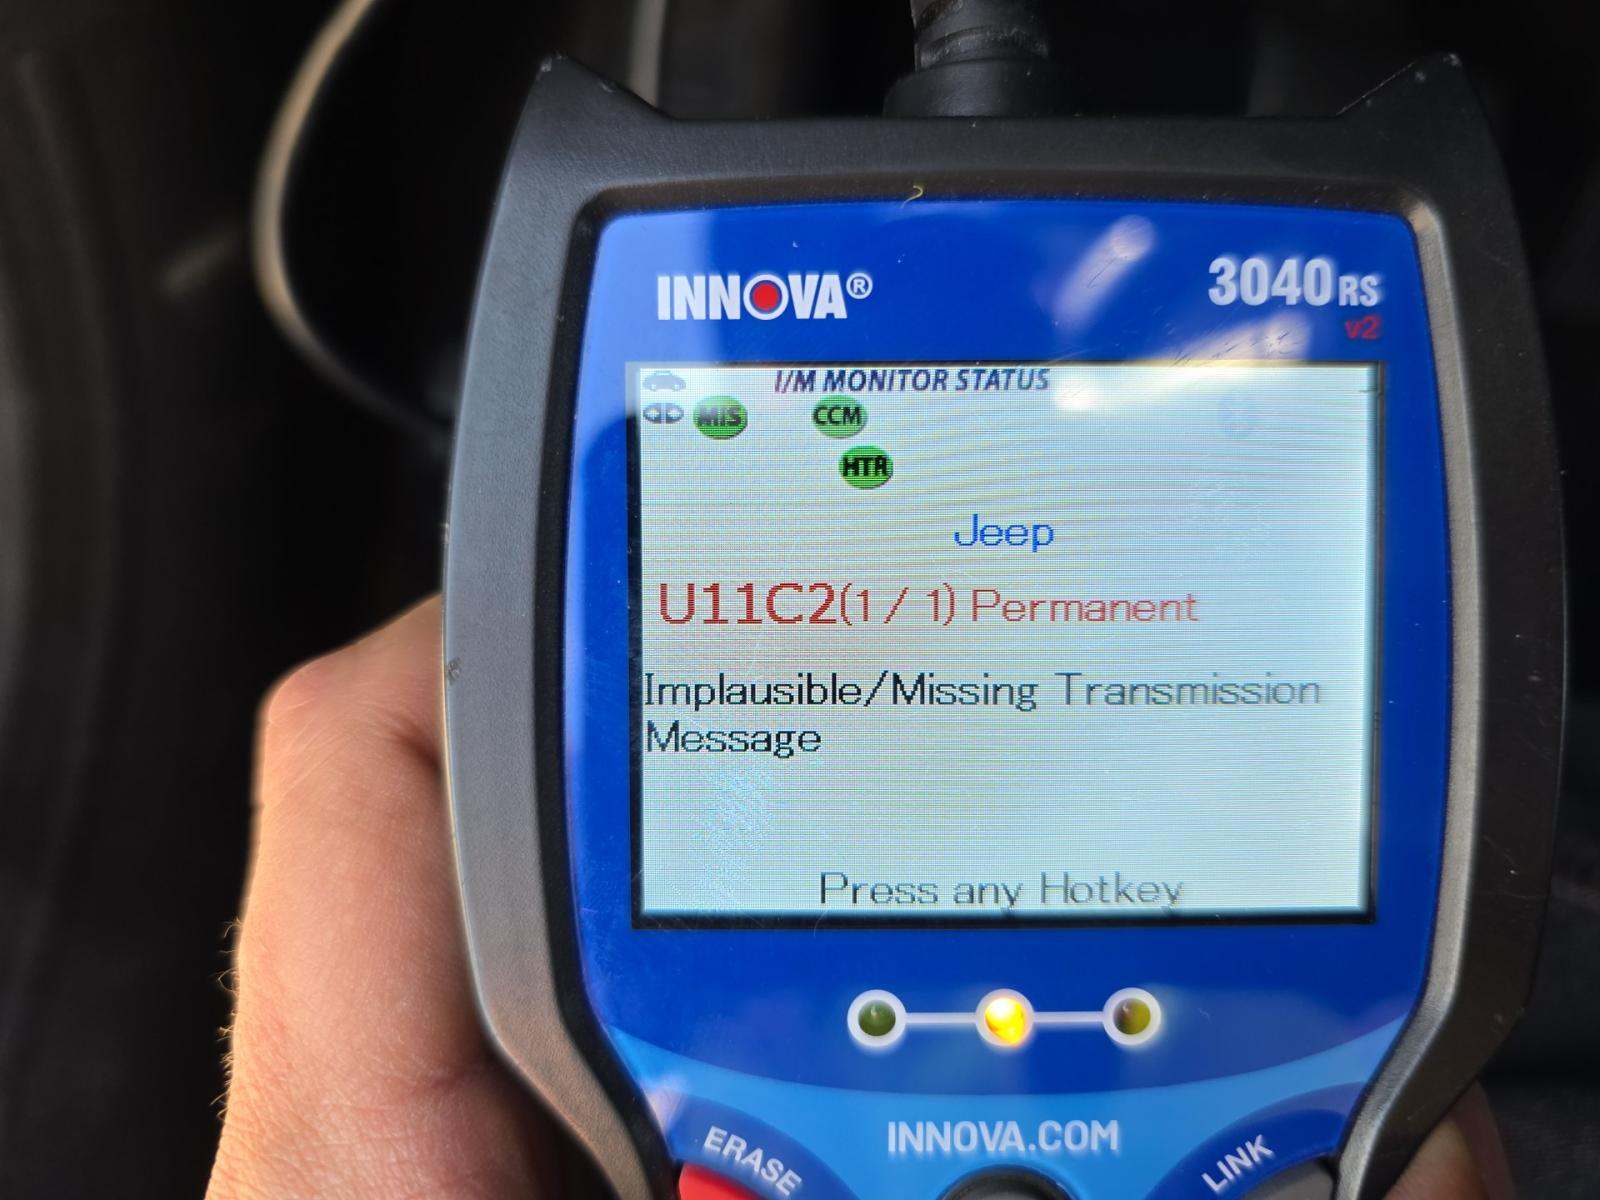 INNOVA®
3040RS
v2
I/M MONITOR STATUS
MIS CCM
HTR
Jeep
U11C2(1/1) Permanent
Implausible/Missing Transmission
Message
Press any Hotkey
INNOVA.COM
ERASE
LINK